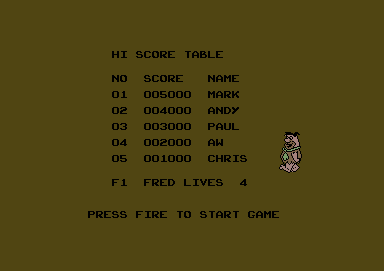 HI SCORE TABLE
NO SCORE NAME
01 005000 MARK
02 004000 ANDY
03 003000 PAUL
04 002000 AW
05 001000 CHRIS
F1 FRED LIVES 4
PRESS FIRE TO START GAME